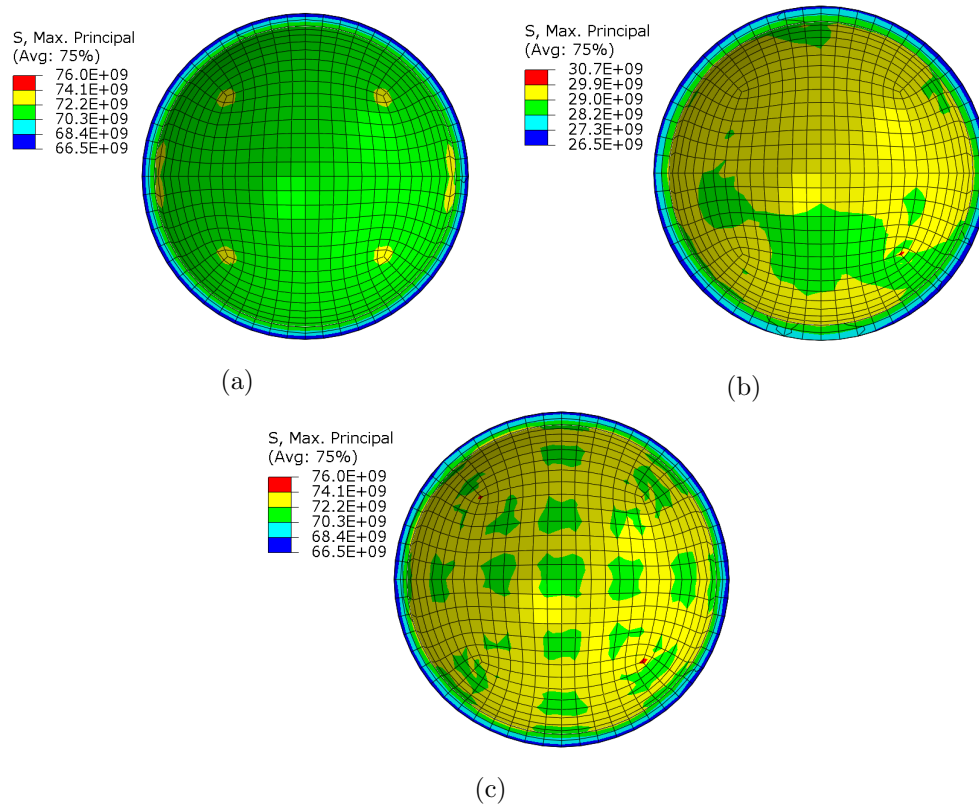 S, Max. Principal
(Avg: 75%)
76.0E+09
74.1E+09
72.2E+09
70.3E+09
68.4E+09
66.5E+09
(a)
S, Max. Principal
(Avg: 75%)
30.7E+09
29.9E+09
29.0E+09
28.2E+09
27.3E+09
26.5E+09
(b)
S, Max. Principal
(Avg: 75%)
76.0E+09
74.1E+09
72.2E+09
70.3E+09
68.4E+09
66.5E+09
(c)